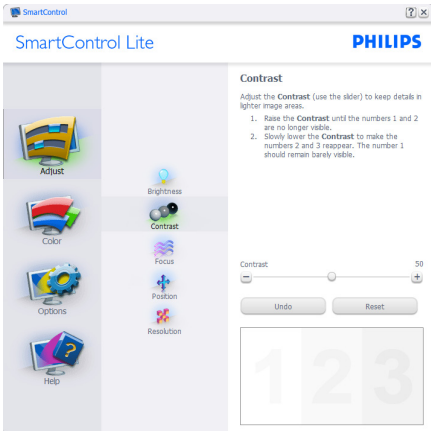 SmartControl
SmartControl Lite
PHILIPS
Adjust
Color
Options
Help
Brightness
Contrast
Focus
Position
Resolution
Contrast
Adjust the Contrast (use the slider) to keep details in
lighter image areas.
1. Raise the Contrast until the numbers 1 and 2
are no longer visible.
2. Slowly lower the Contrast to make the
numbers 2 and 3 reappear. The number 1
should remain barely visible.
Contrast 50
Undo Reset
1 2 3